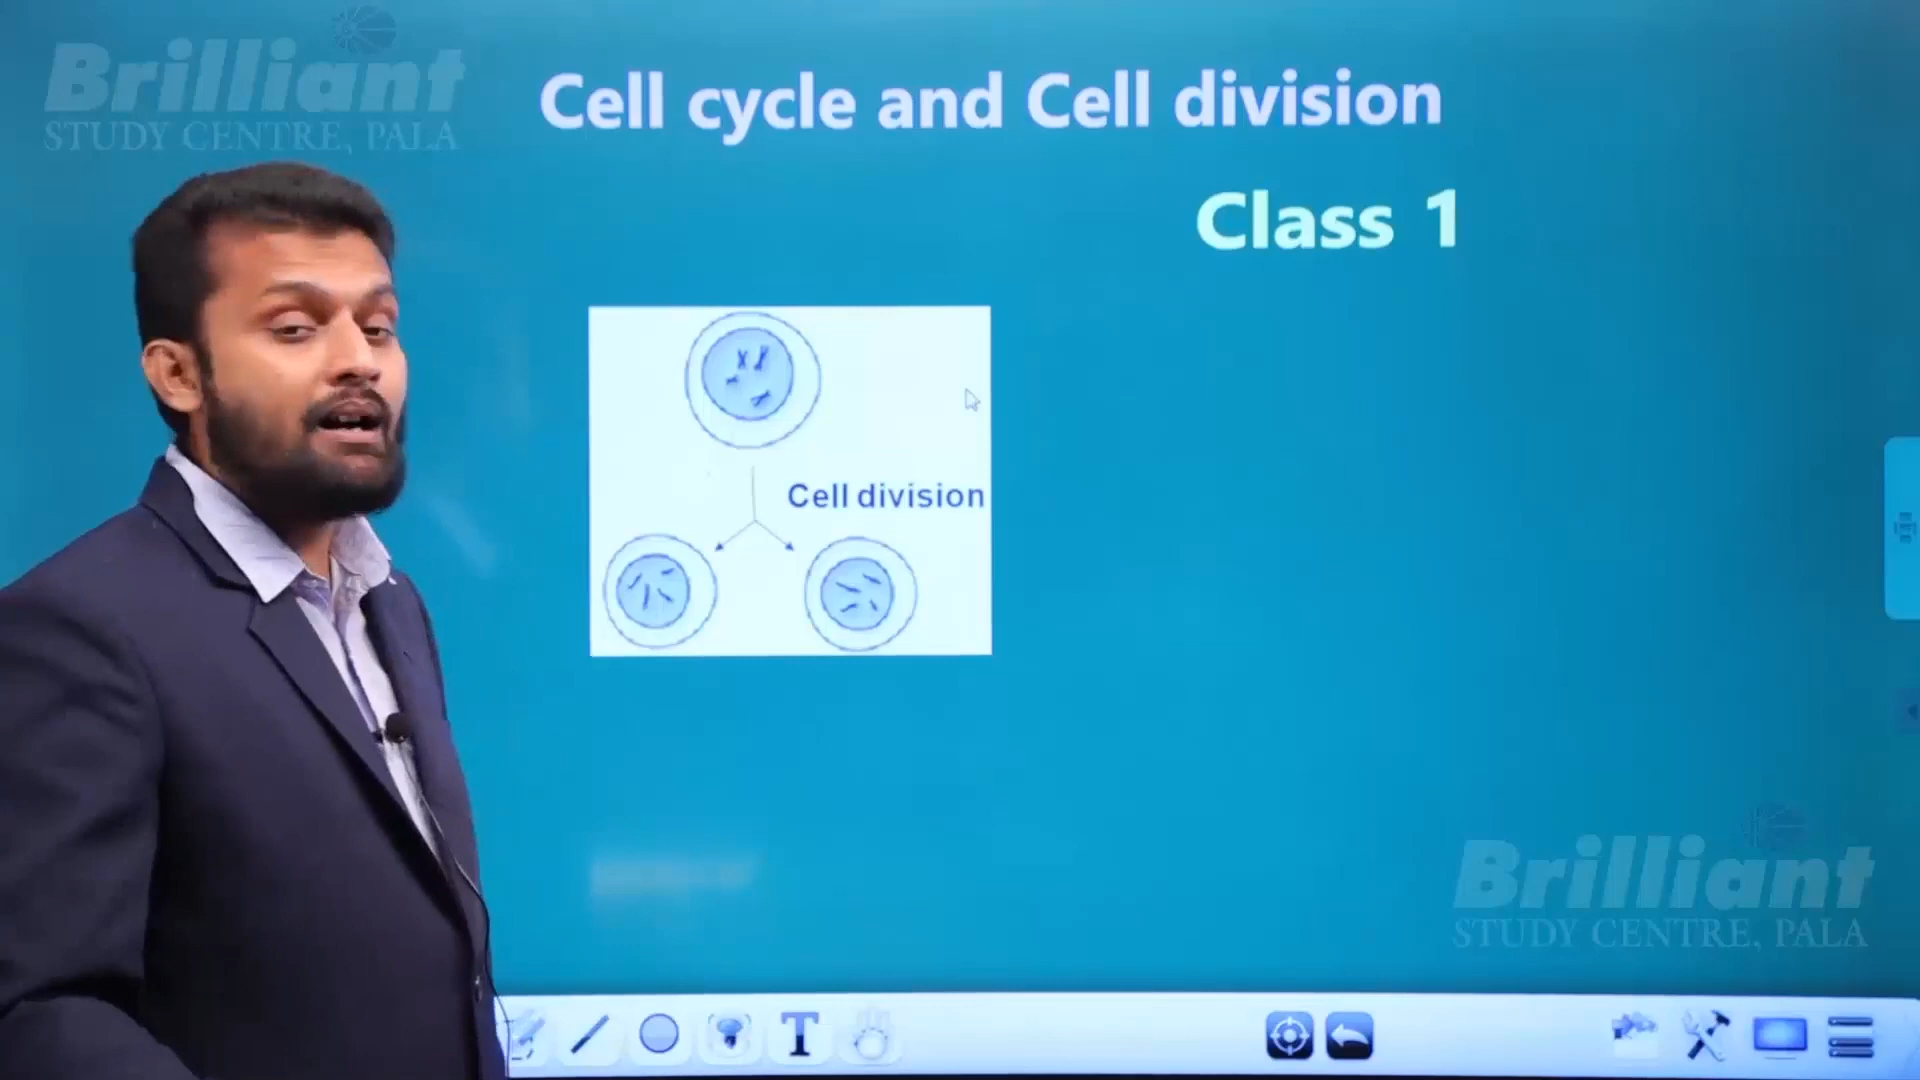 Brilliant
STUDY CENTRE, PALA
Cell cycle and Cell division
Class 1
Cell division
Brilliant
STUDY CENTRE, PALA
T